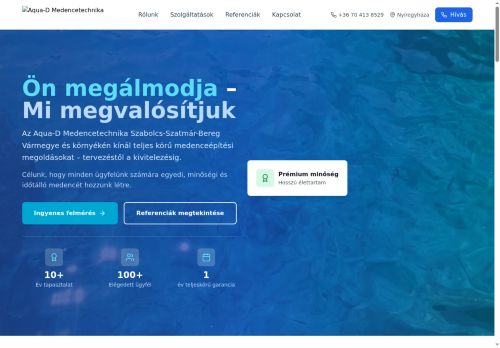 Aqua-D Medencetechnika
Rólunk
Szolgáltatások
Referenciák
Kapcsolat
+36 70 413 8529
Nyíregyháza
Hívás
Ön megálmodja –
Mi megvalósítjuk
Az Aqua-D Medencetechnika Szabolcs-Szatmár-Bereg
Vármegye és környékén kínál teljes körű medenceépítési
megoldásokat – tervezéstől a kivitelezésig.
Célunk, hogy minden ügyfelünk számára egyedi, minőségi és
időtálló medencét hozzunk létre.
Prémium minőség
Hosszú élettartam
Ingyenes felmérés →
Referenciák megtekintése
10+
Év tapasztalat
100+
Elégedett ügyfél
1
év teljeskörű garancia